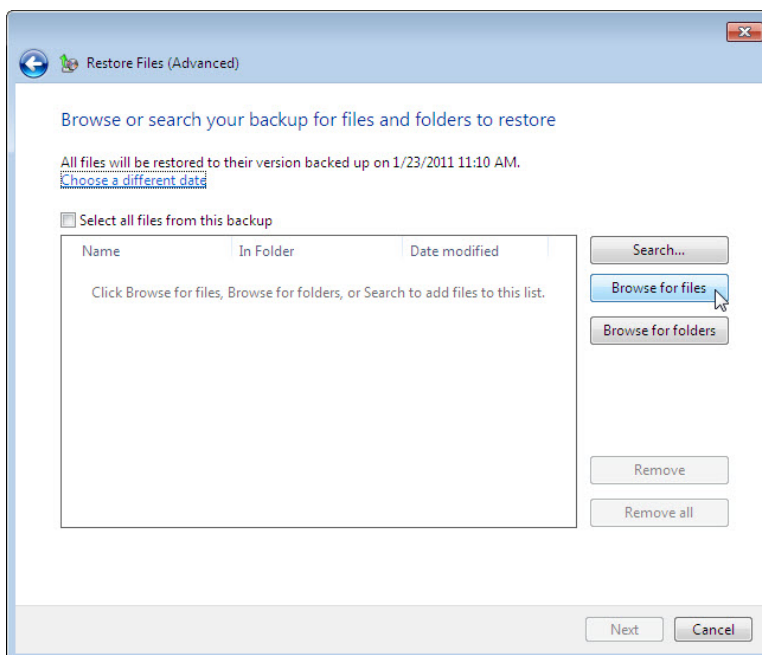 Restore Files (Advanced)
Browse or search your backup for files and folders to restore
All files will be restored to their version backed up on 1/23/2011 11:10 AM.
Choose a different date
Select all files from this backup
Name In Folder Date modified
Click Browse for files, Browse for folders, or Search to add files to this list.
Search...
Browse for files
Browse for folders
Remove
Remove all
Next Cancel